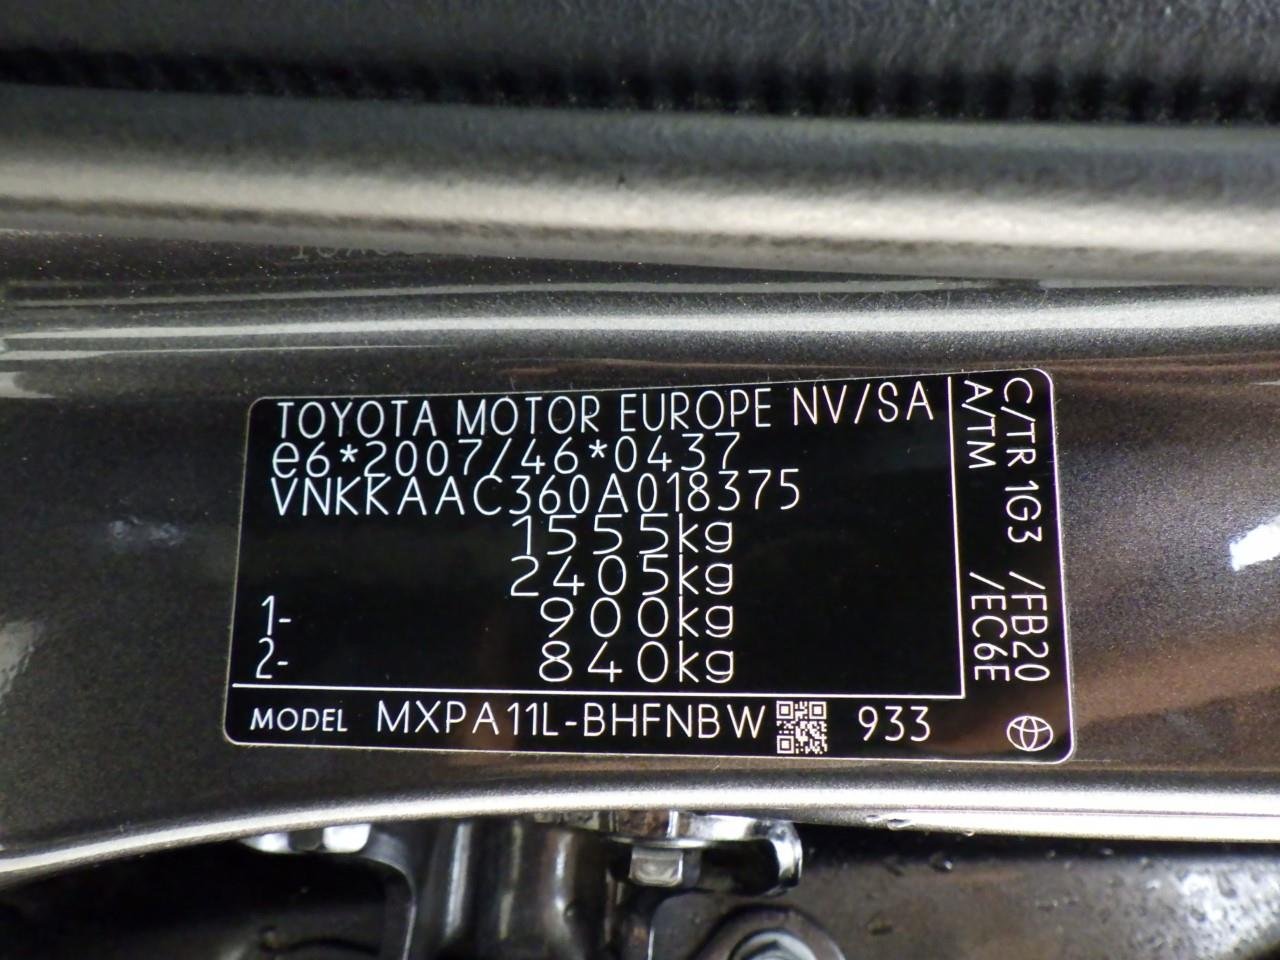 TOYOTA MOTOR EUROPE NV/SA
e6*2007/46*0437
VNKKAAC360A018375
1555kg
2405kg
1- 900kg
2- 840kg
MODEL MXPA11L-BHFNBW 933
C/TR 1G3 /FB20
A/TM /EC6E